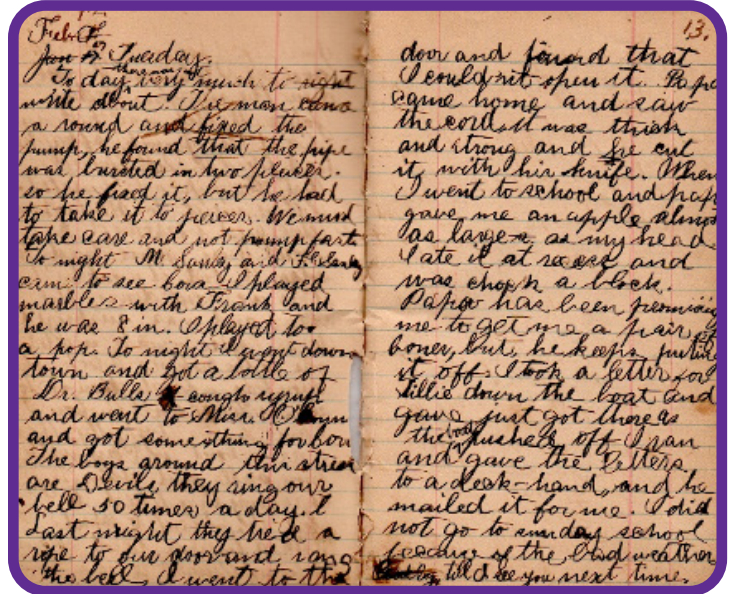 Feb
Jan Tuesday.
To day there was not very much to right
write about. The man came
a round and fixed the
pump, he found that the pipe
was bursted in two places.
so he fixed it, but he had
to take it to pieces. We must
take care and not pump fast.
To night M. and
came to see I played
marbles with Frank and
he was 8 in. I played too
a pop. To night I went down
town and got a bottle of
Dr. Bulls cough syrup
and went to Miss.
and got something for
The boys around this street
are Devils, they ring our
bell 50 times a day.
Last night they tied a
rope to our door and rang
the bell, I went to the
13.
door and found that
I could nit open it. Papa
came home and saw
the cord. It was thick
and strong and he cut
it with his knife. When
I went to school and papa
gave me an apple almost
as large as my head
I ate it at recess and
was a block.
Papa has been
me to get me a pair of
bones, but he keeps putting
it off. I took a letter for
Tillie down the boat and
gave just got there as
the boat pushed off I ran
and gave the letters
to a deck-hand, and he
mailed it for me I did
not go to sunday school
because of the bad weather
till I see you next time.